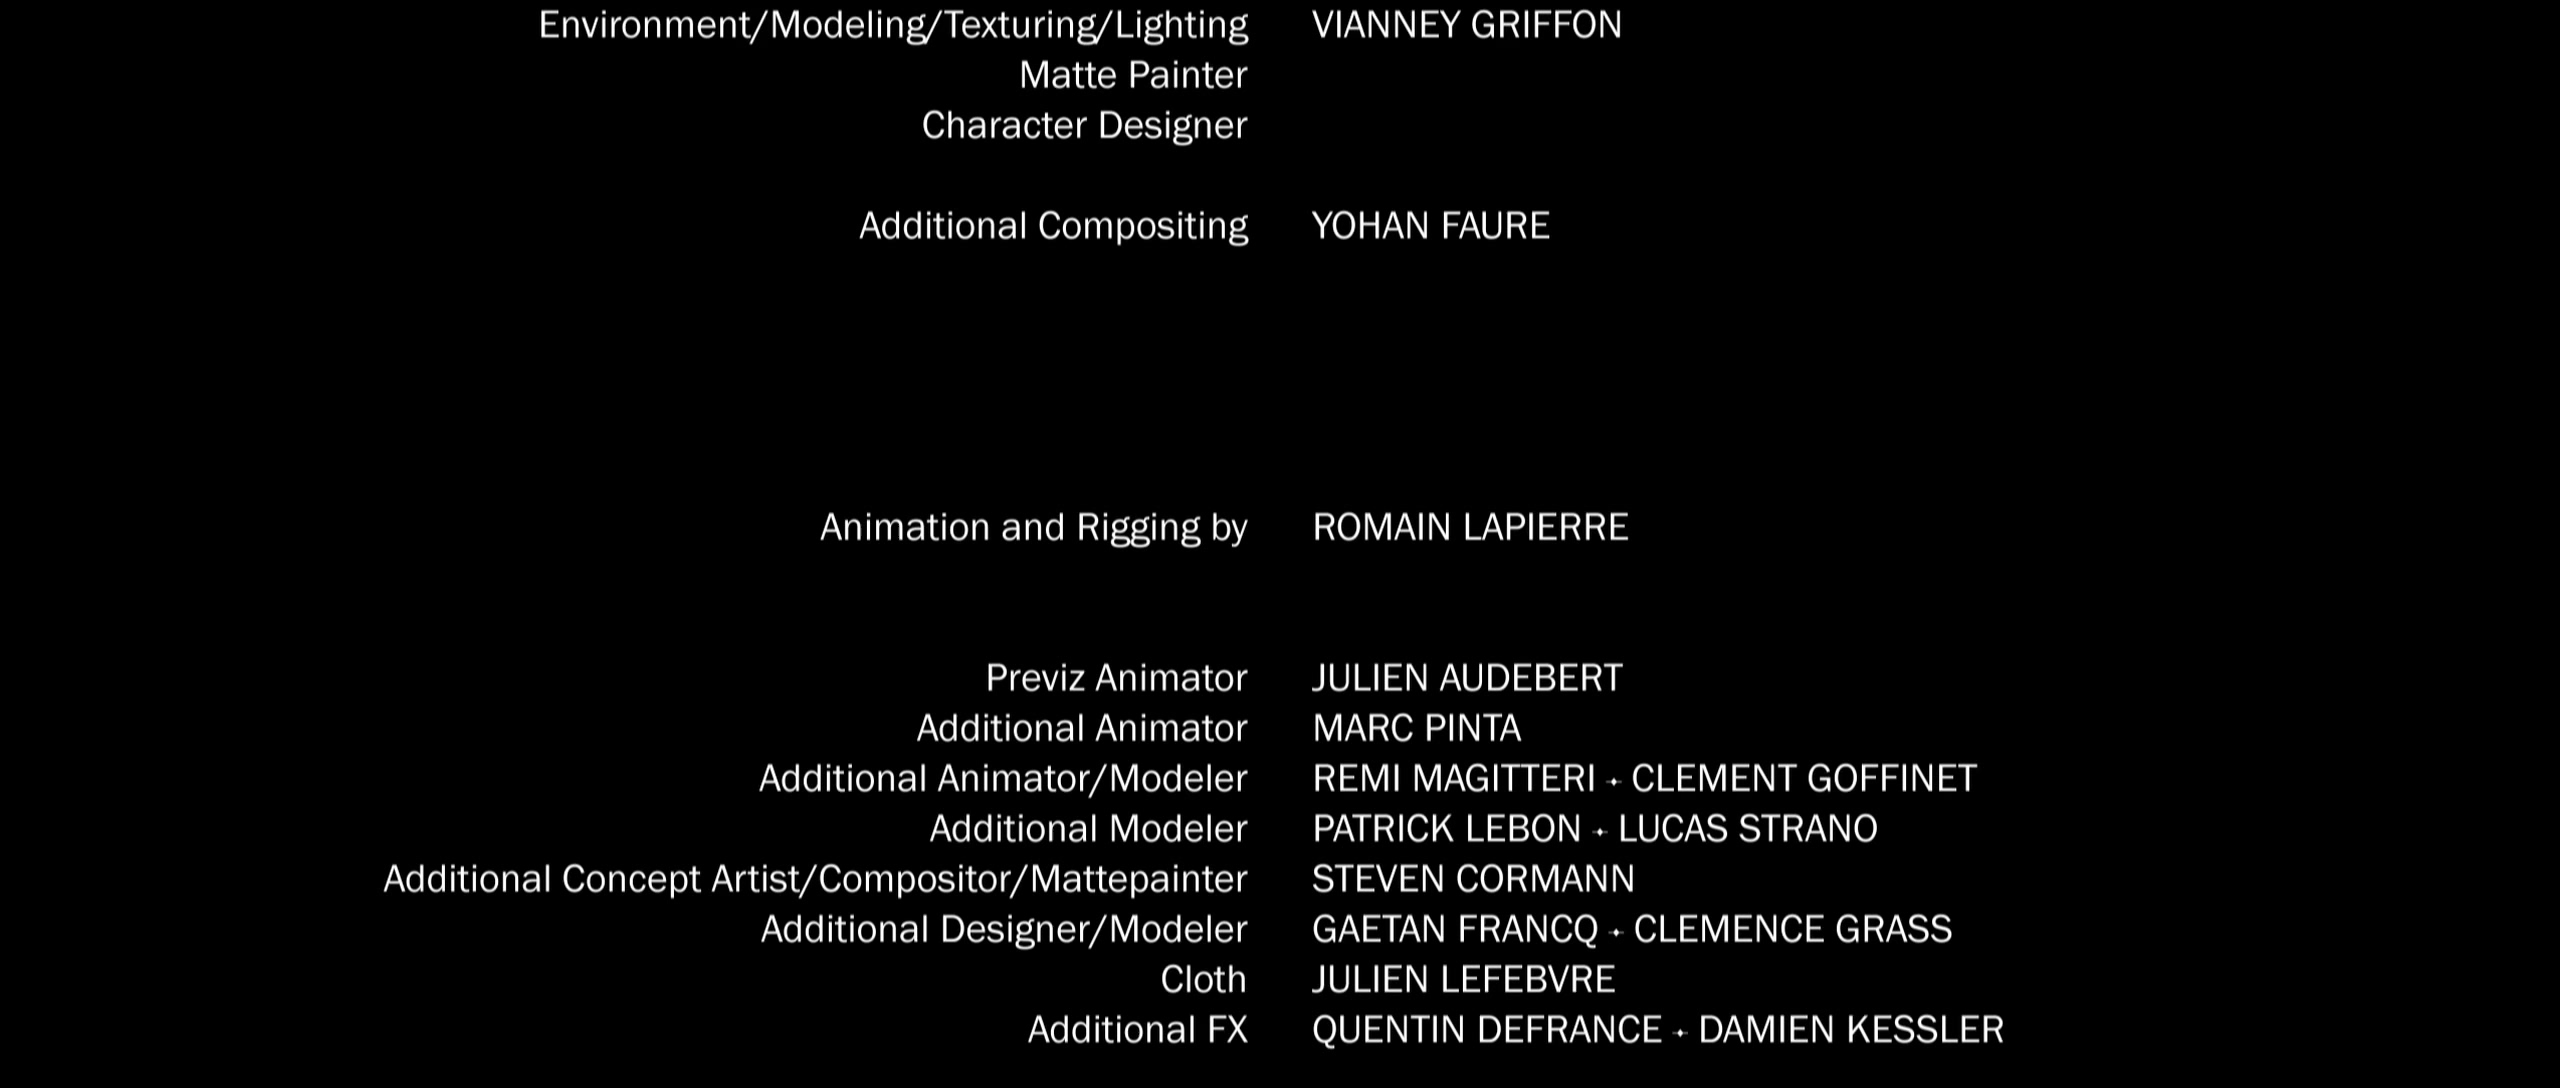 Environment/Modeling/Texturing/Lighting VIANNEY GRIFFON
Matte Painter
Character Designer
Additional Compositing YOHAN FAURE
Animation and Rigging by ROMAIN LAPIERRE
Previz Animator JULIEN AUDEBERT
Additional Animator MARC PINTA
Additional Animator/Modeler REMI MAGITTERI ✦ CLEMENT GOFFINET
Additional Modeler PATRICK LEBON ✦ LUCAS STRANO
Additional Concept Artist/Compositor/Mattepainter STEVEN CORMANN
Additional Designer/Modeler GAETAN FRANCQ ✦ CLEMENCE GRASS
Cloth JULIEN LEFEBVRE
Additional FX QUENTIN DEFRANCE ✦ DAMIEN KESSLER